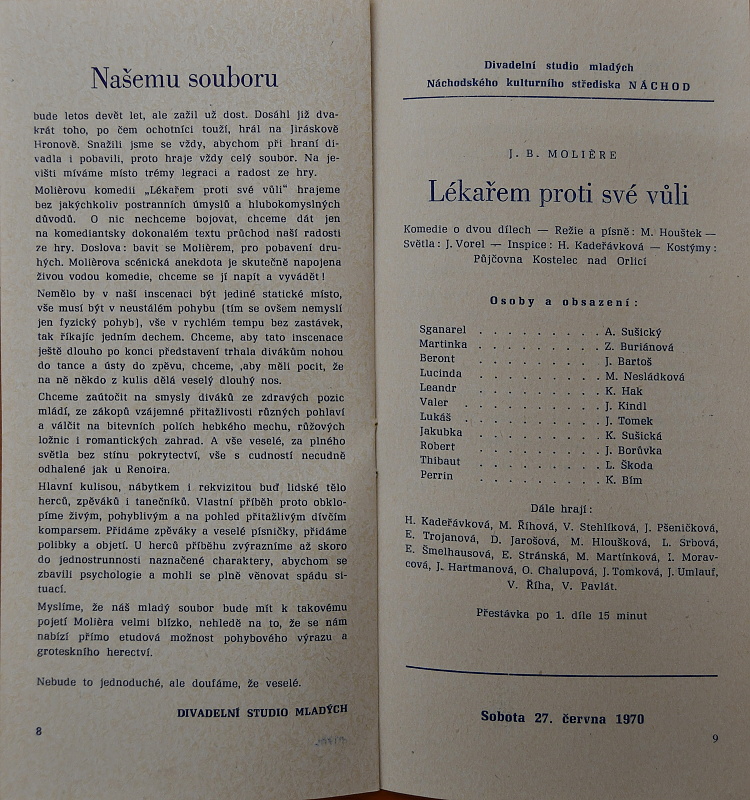 Našemu souboru
bude letos devět let, ale zažil už dost. Dosáhl již dva-
krát toho, po čem ochotníci touží, hrál na Jiráskově
Hronově. Snažili jsme se vždy, abychom při hraní di-
vadla i pobavili, proto hraje vždy celý soubor. Na je-
višti míváme místo trémy legraci a radost ze hry.
Molièrovu komedii „Lékařem proti své vůli“ hrajeme
bez jakýchkoliv postranních úmyslů a hlubokomyslných
důvodů. O nic nechceme bojovat, chceme dát jen
na komediantsky dokonalém textu průchod naší radosti
ze hry. Doslova: bavit se Molièrem, pro pobavení dru-
hých. Molièrova scénická anekdota je skutečně napojena
živou vodou komedie, chceme se jí napít a vyvádět!
Nemělo by v naší inscenaci být jediné statické místo,
vše musí být v neustálém pohybu (tím se ovšem nemyslí
jen fyzický pohyb), vše v rychlém tempu bez zastávek,
tak říkajíc jedním dechem. Chceme, aby tato inscenace
ještě dlouho po konci představení trhala divákům nohou
do tance a ústy do zpěvu, chceme, ‚aby měli pocit, že
na ně někdo z kulis dělá veselý dlouhý nos.
Chceme zaútočit na smysly diváků ze zdravých pozic
mládí, ze zákopů vzájemné přitažlivosti různých pohlaví
a válčit na bitevních polích hebkého mechu, růžových
ložnic i romantických zahrad. A vše veselé, za plného
světla bez stínu pokrytectví, vše s cudností necudně
odhalené jak u Renoira.
Hlavní kulisou, nábytkem i rekvizitou buď lidské tělo
herců, zpěváků i tanečníků. Vlastní příběh proto obklo-
píme živým, pohyblivým a na pohled přitažlivým dívčím
komparsem. Přidáme zpěváky a veselé písničky, přidáme
polibky a objetí. U herců příběhu zvýrazníme až skoro
do jednostrunnosti naznačené charaktery, abychom se
zbavili psychologie a mohli se plně věnovat spádu si-
tuací.
Myslíme, že náš mladý soubor bude mít k takovému
pojetí Molièra velmi blízko, nehledě na to, že se nám
nabízí přímo etudová možnost pohybového výrazu a
groteskního herectví.
Nebude to jednoduché, ale doufáme, že veselé.
DIVADELNÍ STUDIO MLADÝCH
8
Divadelní studio mladých
Náchodského kulturního střediska NÁCHOD
J. B. MOLIÈRE
Lékařem proti své vůli
Komedie o dvou dílech — Režie a písně: M. Houštek —
Světla: J. Vorel — Inspice: H. Kadeřávková — Kostýmy:
Půjčovna Kostelec nad Orlicí
Osoby a obsazení:
Sganarel . . . . . . . . . A. Sušický
Martinka . . . . . . . . . Z. Buriánová
Beront . . . . . . . . . J. Bartoš
Lucinda . . . . . . . . . M. Nesládková
Leandr . . . . . . . . . K. Hak
Valer . . . . . . . . . J. Kindl
Lukáš . . . . . . . . . J. Tomek
Jakubka . . . . . . . . . K. Sušická
Robert . . . . . . . . . J. Borůvka
Thibaut . . . . . . . . . L. Škoda
Perrin . . . . . . . . . K. Bím
Dále hrají:
H. Kadeřávková, M. Říhová, V. Stehlíková, J. Pšeničková,
E. Trojanová, D. Jarošová, M. Hloušková, L. Srbová,
E. Šmelhausová, E. Stránská, M. Martínková, I. Morav-
cová, J. Hartmanová, O. Chalupová, J. Tomková, J. Umlauf,
V. Říha, V. Pavlát.
Přestávka po 1. díle 15 minut
Sobota 27. června 1970
9